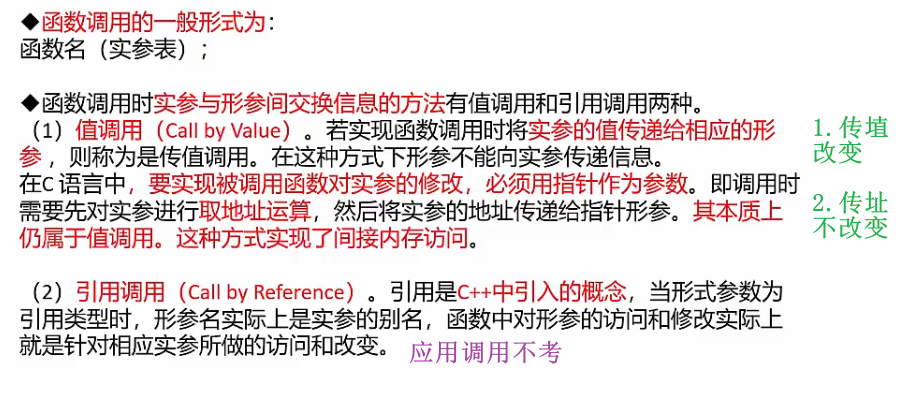 ◆函数调用的一般形式为：
函数名（实参表）；
◆函数调用时实参与形参间交换信息的方法有值调用和引用调用两种。
（1）值调用（Call by Value）。若实现函数调用时将实参的值传递给相应的形
参，则称为是传值调用。在这种方式下形参不能向实参传递信息。
在C 语言中，要实现被调用函数对实参的修改，必须用指针作为参数。即调用时
需要先对实参进行取地址运算，然后将实参的地址传递给指针形参。其本质上
仍属于值调用。这种方式实现了间接内存访问。
1.传埴
改变
2.传址
不改变
（2）引用调用（Call by Reference）。引用是C++中引入的概念，当形式参数为
引用类型时，形参名实际上是实参的别名，函数中对形参的访问和修改实际上
就是针对相应实参所做的访问和改变。
应用调用不考